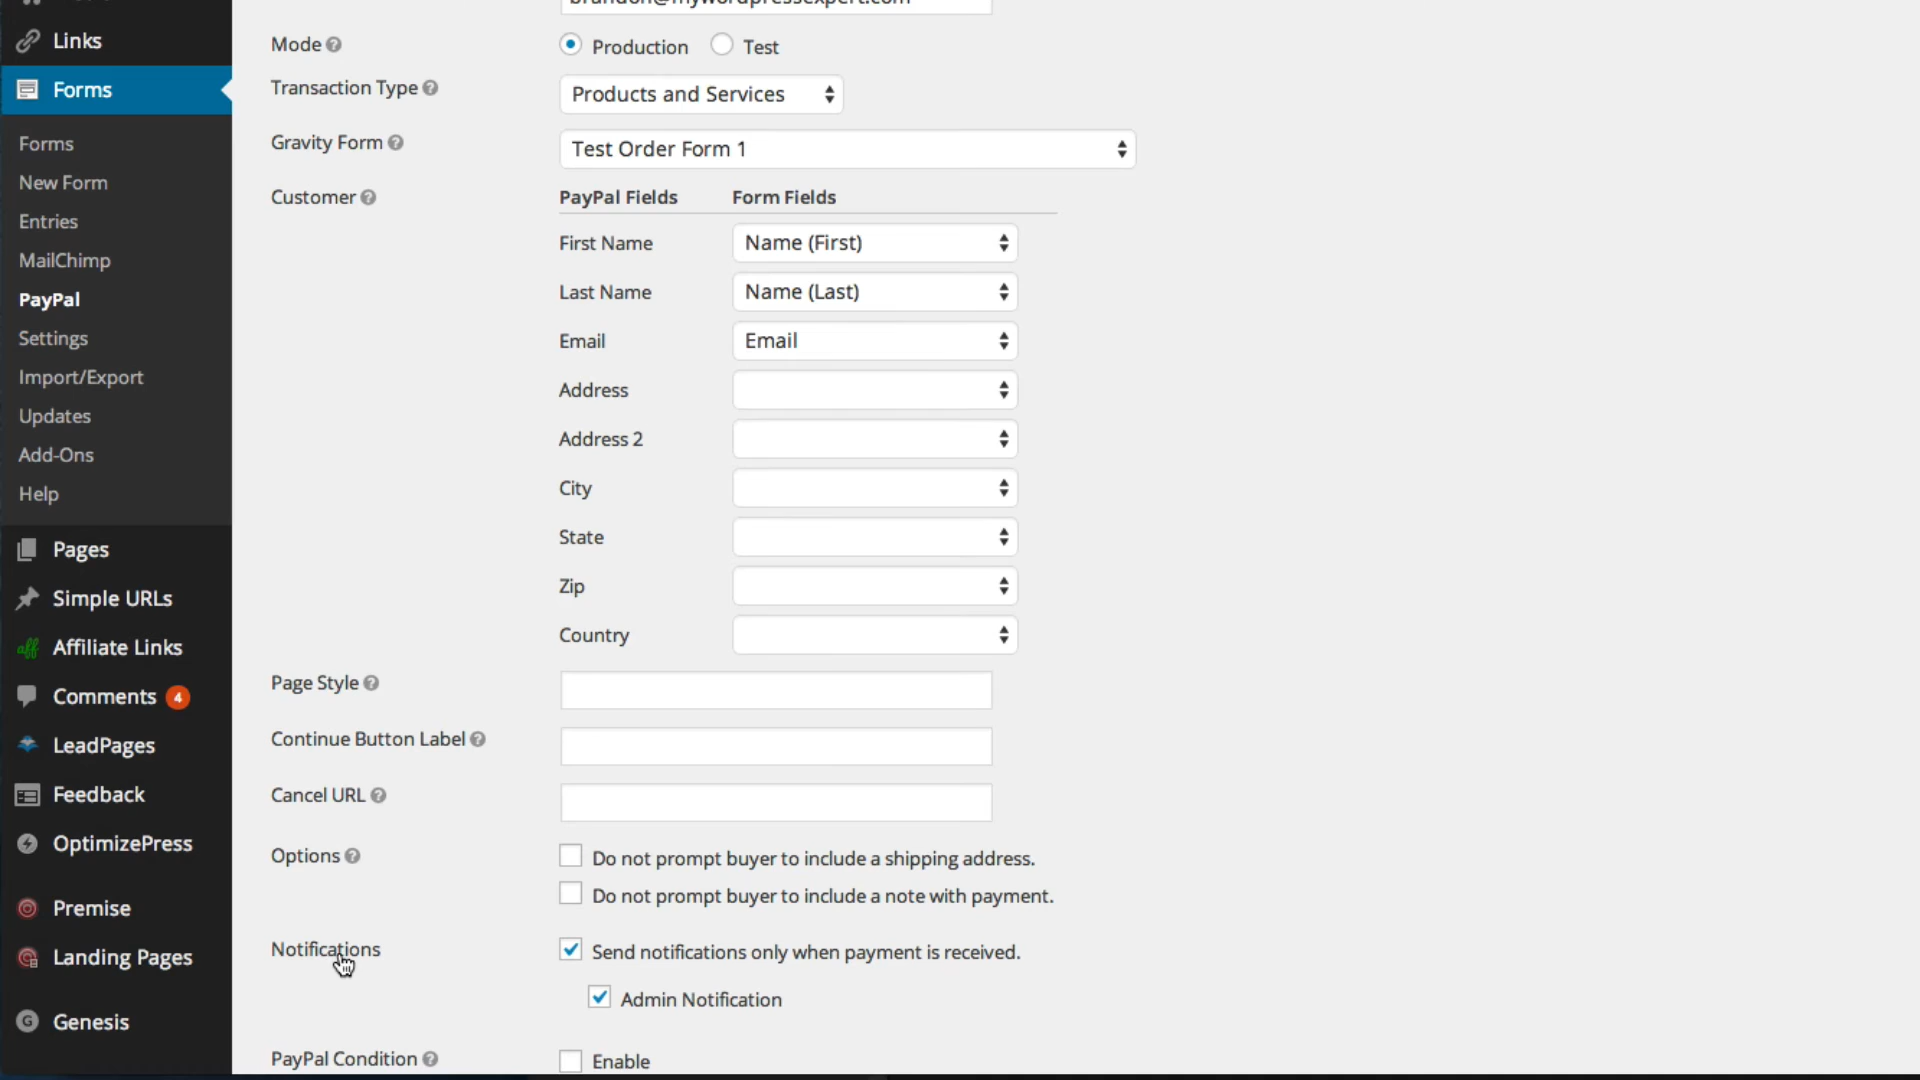 Links
Forms
Forms
New Form
Entries
MailChimp
PayPal
Settings
Import/Export
Updates
Add-Ons
Help
Pages
Simple URLs
aff Affiliate Links
Comments 4
LeadPages
Feedback
OptimizePress
Premise
Landing Pages
G Genesis
brandon@mywordpressexpert.com
Mode ? Production Test
Transaction Type ? Products and Services
Gravity Form ? Test Order Form 1
Customer ? PayPal Fields Form Fields
First Name Name (First)
Last Name Name (Last)
Email Email
Address
Address 2
City
State
Zip
Country
Page Style ?
Continue Button Label ?
Cancel URL ?
Options ? Do not prompt buyer to include a shipping address.
Do not prompt buyer to include a note with payment.
Notifications Send notifications only when payment is received.
Admin Notification
PayPal Condition ? Enable